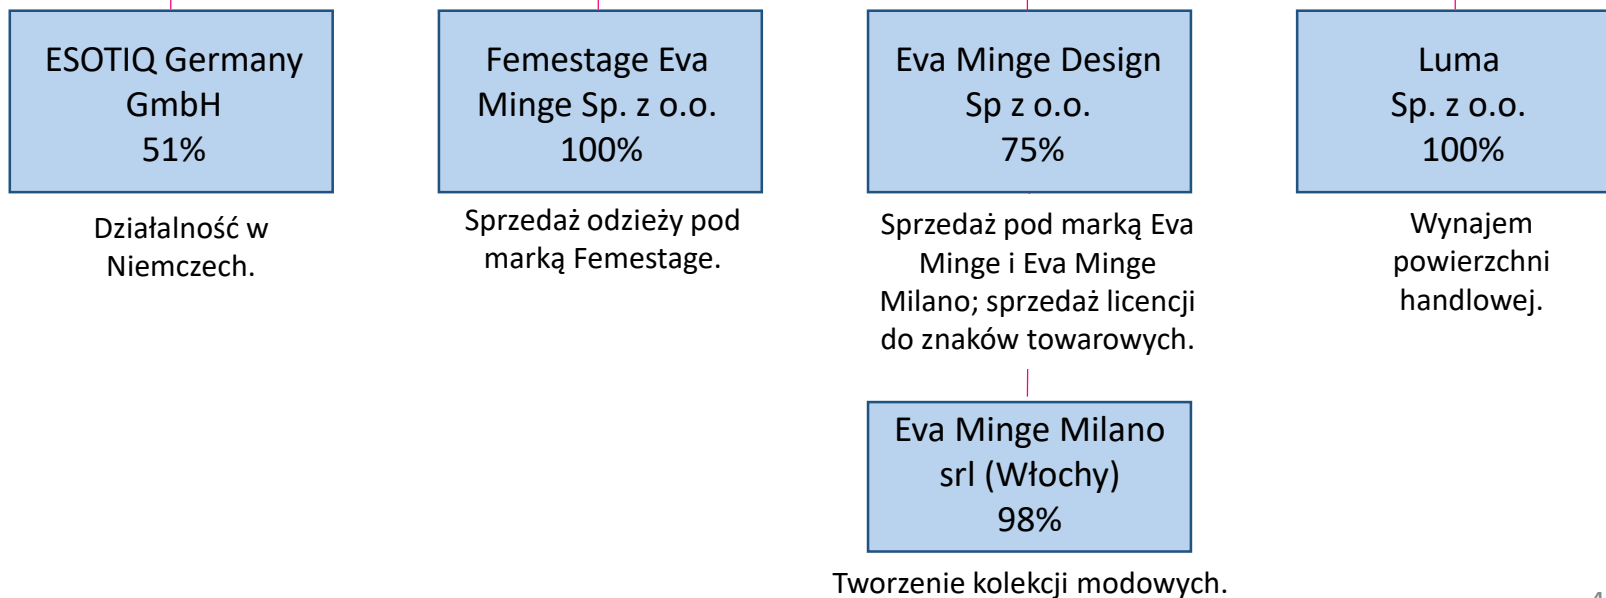 ESOTIQ Germany
GmbH
51%
Działalność w
Niemczech.
Femestage Eva
Minge Sp. z o.o.
100%
Sprzedaż odzieży pod
marką Femestage.
Eva Minge Design
Sp z o.o.
75%
Sprzedaż pod marką Eva
Minge i Eva Minge
Milano; sprzedaż licencji
do znaków towarowych.
Eva Minge Milano
srl (Włochy)
98%
Tworzenie kolekcji modowych.
Luma
Sp. z o.o.
100%
Wynajem
powierzchni
handlowej.